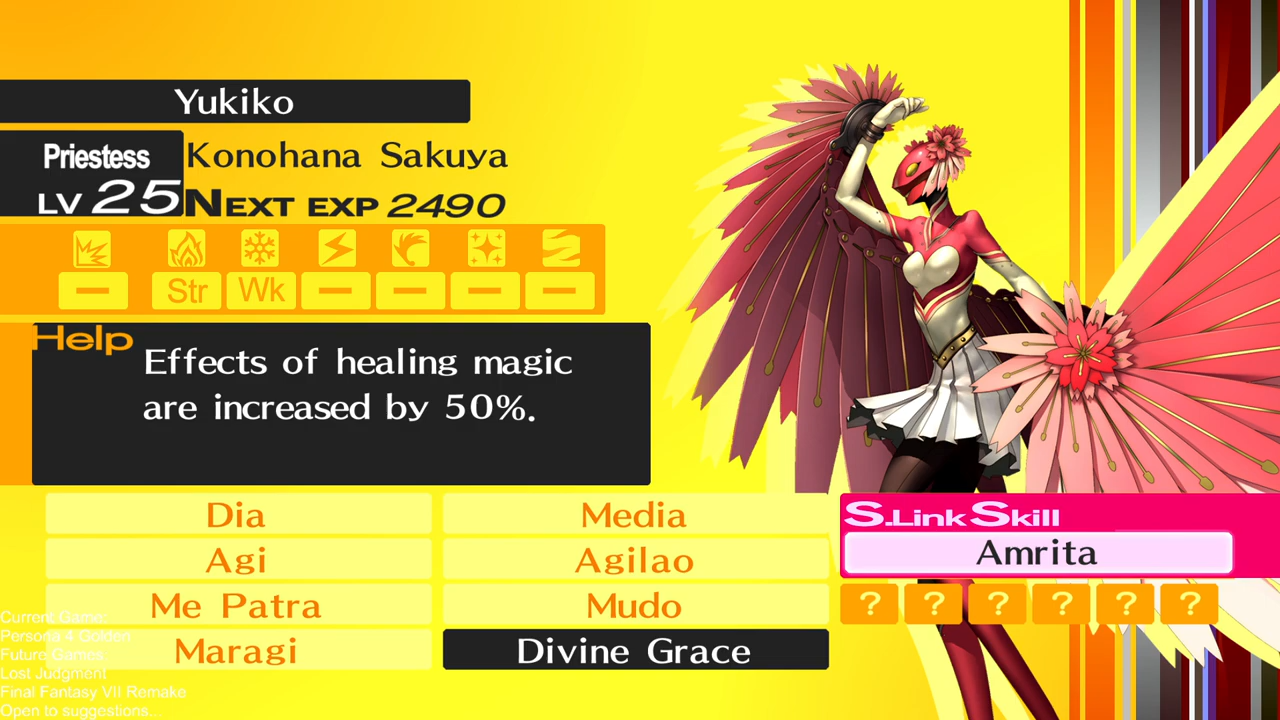 Yukiko
Priestess
Konohana Sakuya
LV 25
NEXT EXP 2490
— Str Wk — — — —
Help
Effects of healing magic
are increased by 50%.
Dia
Media
Agi
Agilao
Me Patra
Mudo
Maragi
Divine Grace
S.Link Skill
Amrita
? ? ? ? ? ?
Current Game:
Persona 4 Golden
Future Games
Lost Judgment
Final Fantasy VII Remake
Open to suggestions...